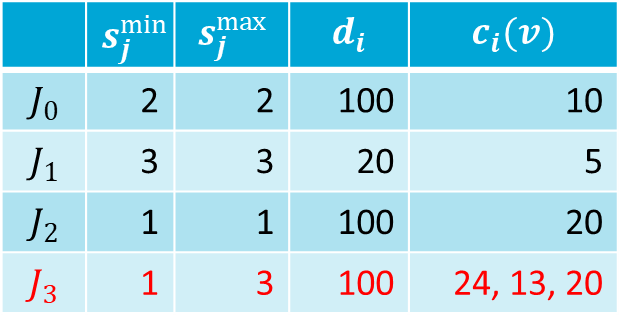 s_j^min s_j^max d_i c_i(v)
J_0 2 2 100 10
J_1 3 3 20 5
J_2 1 1 100 20
J_3 1 3 100 24, 13, 20